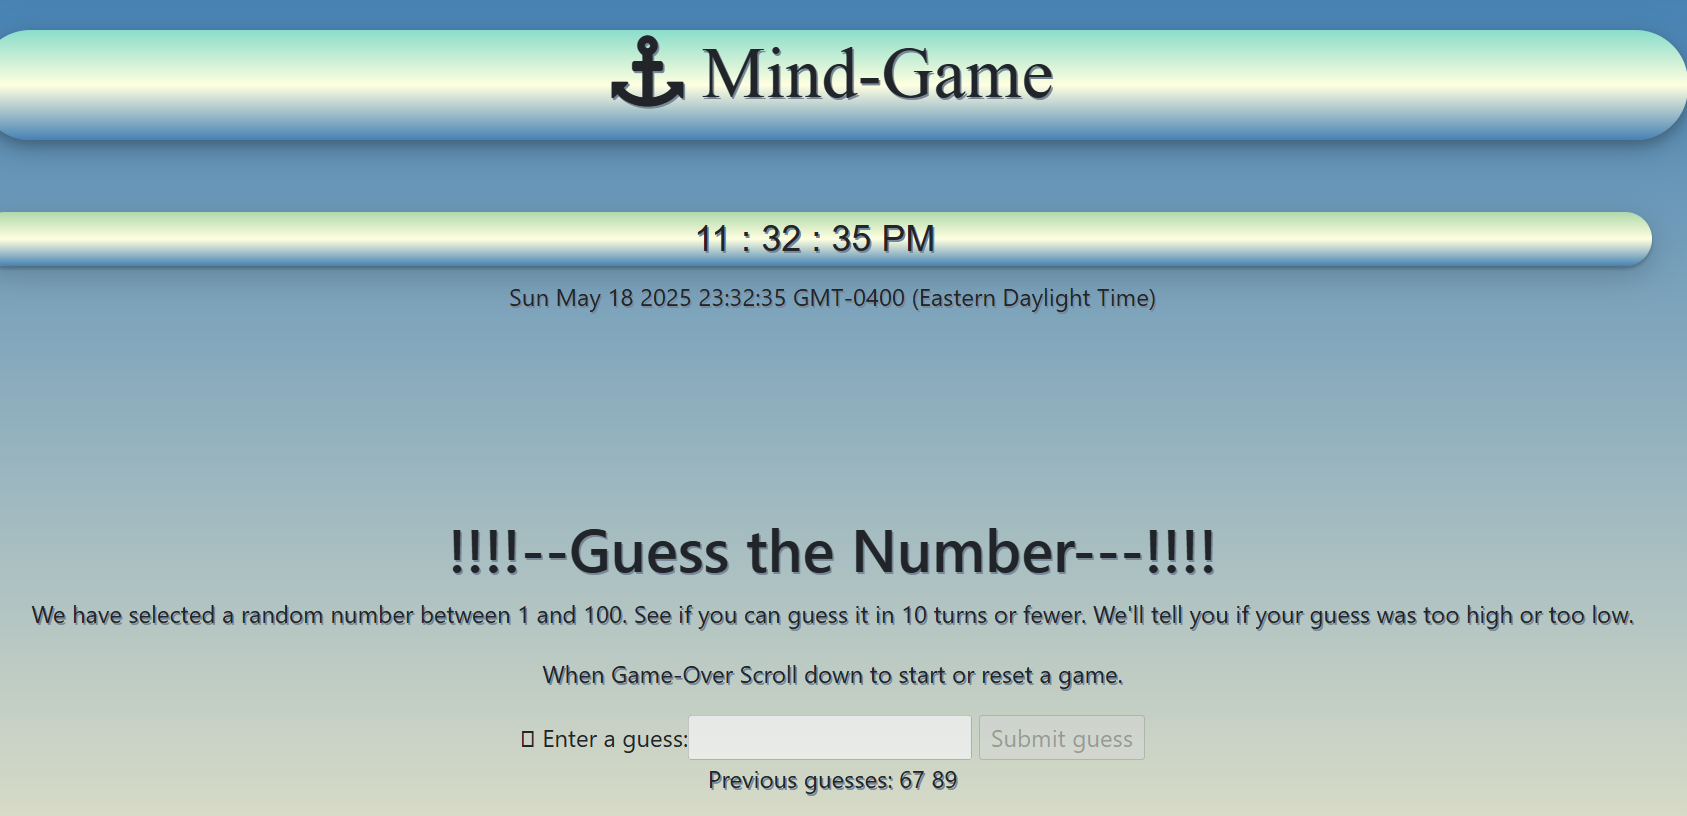 Mind-Game
11 : 32 : 35 PM
Sun May 18 2025 23:32:35 GMT-0400 (Eastern Daylight Time)
!!!!--Guess the Number---!!!!
We have selected a random number between 1 and 100. See if you can guess it in 10 turns or fewer. We'll tell you if your guess was too high or too low.
When Game-Over Scroll down to start or reset a game.
Enter a guess: Submit guess
Previous guesses: 67 89